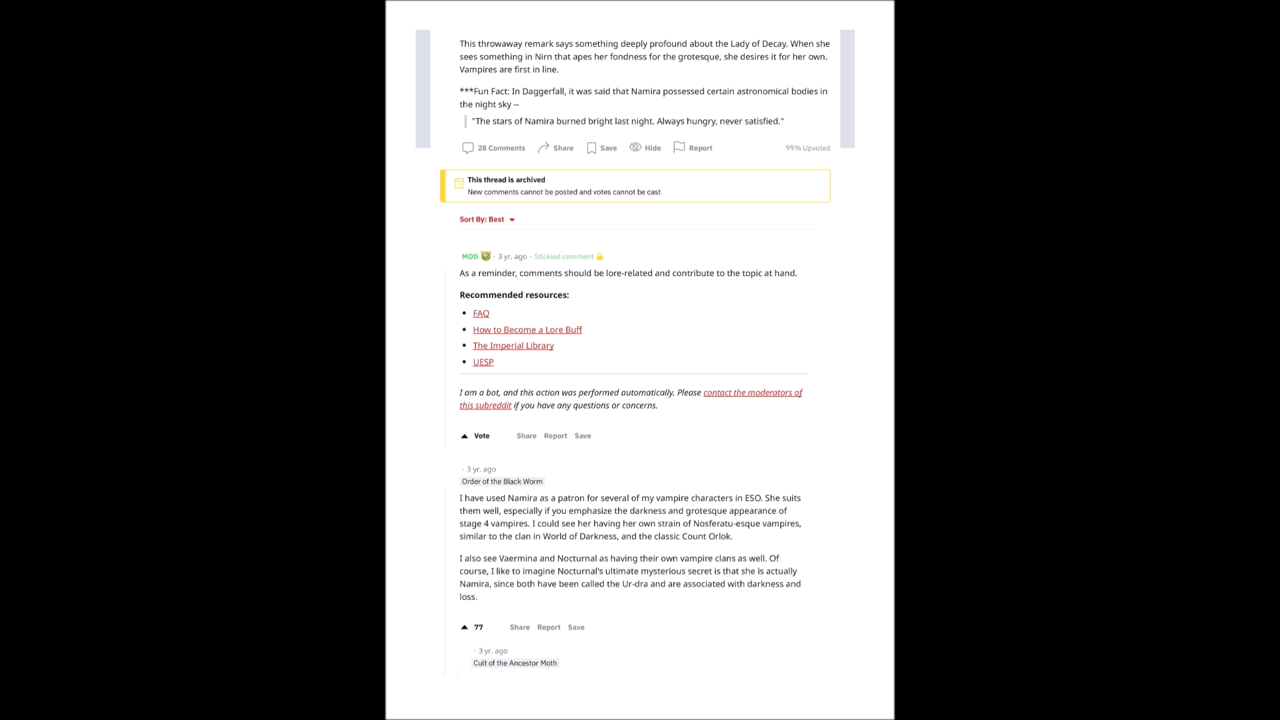 This throwaway remark says something deeply profound about the Lady of Decay. When she
sees something in Nirn that apes her fondness for the grotesque, she desires it for her own.
Vampires are first in line.
***Fun Fact: In Daggerfall, it was said that Namira possessed certain astronomical bodies in
the night sky --
"The stars of Namira burned bright last night. Always hungry, never satisfied."
28 Comments Share Save Hide Report 99% Upvoted
This thread is archived
New comments cannot be posted and votes cannot be cast
Sort By: Best
MOD · 3 yr. ago · Stickied comment
As a reminder, comments should be lore-related and contribute to the topic at hand.
Recommended resources:
• FAQ
• How to Become a Lore Buff
• The Imperial Library
• UESP
I am a bot, and this action was performed automatically. Please contact the moderators of
this subreddit if you have any questions or concerns.
Vote Share Report Save
· 3 yr. ago
Order of the Black Worm
I have used Namira as a patron for several of my vampire characters in ESO. She suits
them well, especially if you emphasize the darkness and grotesque appearance of
stage 4 vampires. I could see her having her own strain of Nosferatu-esque vampires,
similar to the clan in World of Darkness, and the classic Count Orlok.
I also see Vaermina and Nocturnal as having their own vampire clans as well. Of
course, I like to imagine Nocturnal's ultimate mysterious secret is that she is actually
Namira, since both have been called the Ur-dra and are associated with darkness and
loss.
77 Share Report Save
· 3 yr. ago
Cult of the Ancestor Moth